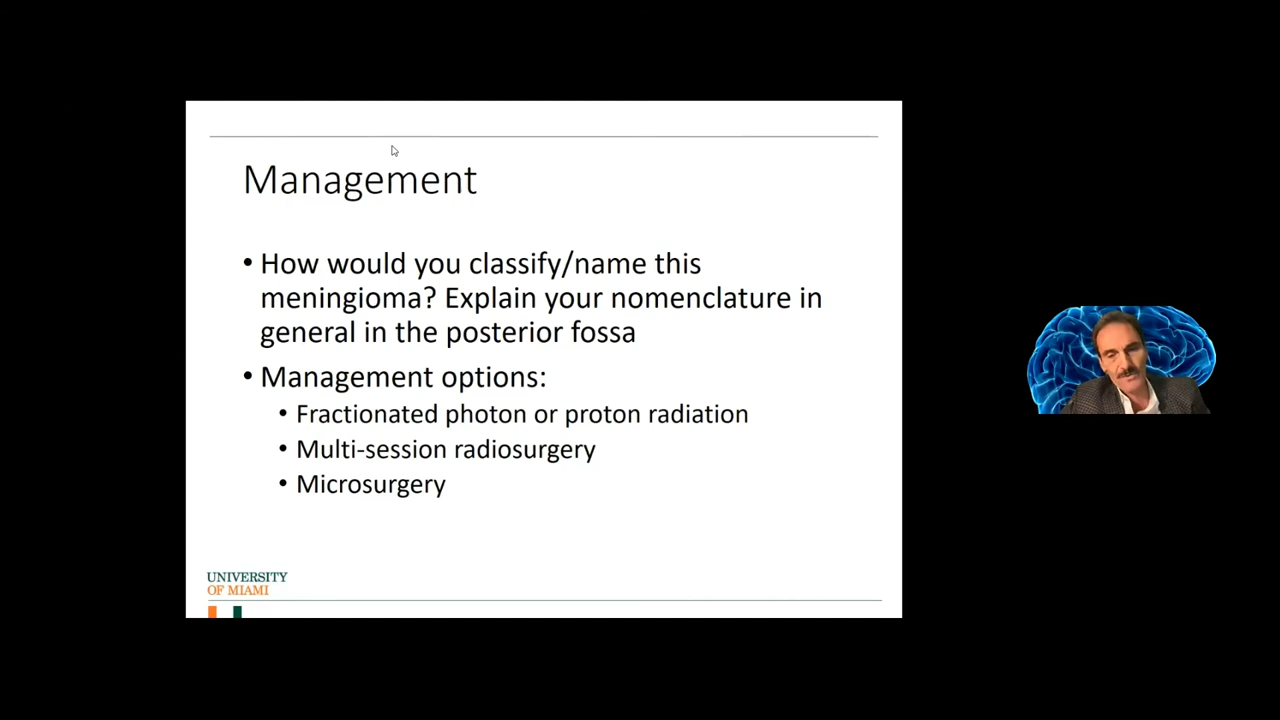 Management
• How would you classify/name this
meningioma? Explain your nomenclature in
general in the posterior fossa
• Management options:
• Fractionated photon or proton radiation
• Multi-session radiosurgery
• Microsurgery
UNIVERSITY
OF MIAMI